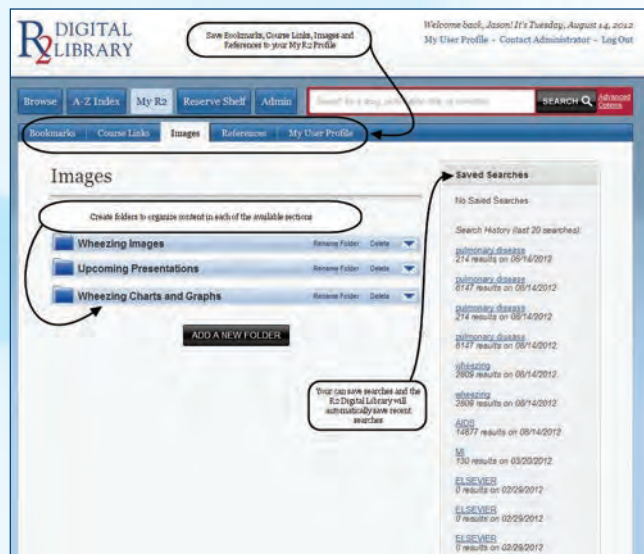 R2 DIGITAL
LIBRARY
Save Bookmarks, Course Links, Images and
References to your My R2 Profile
Welcome back, Jason! It's Tuesday, August 14, 2012
My User Profile - Contact Administrator - Log Out
Browse A-Z Index My R2 Reserve Shelf Admin
SEARCH
Advanced
Options
Bookmarks Course Links Images References My User Profile
Images
Create folders to organize content in each of the available sections
Wheezing Images Rename Folder Delete
Upcoming Presentations Rename Folder Delete
Wheezing Charts and Graphs Rename Folder Delete
ADD A NEW FOLDER
Your can save searches and the
R2 Digital Library will
automatically save recent
searches
Saved Searches
No Saved Searches
Search History (last 20 searches)
pulmonary disease
214 results on 08/14/2012
pulmonary disease
6147 results on 08/14/2012
pulmonary disease
214 results on 08/14/2012
pulmonary disease
6147 results on 08/14/2012
wheezing
2809 results on 08/14/2012
wheezing
2809 results on 08/14/2012
AIDS
14877 results on 08/14/2012
MI
130 results on 03/20/2012
ELSEVIER
0 results on 02/29/2012
ELSEVIER
0 results on 02/29/2012
ELSEVIER
0 results on 02/29/2012